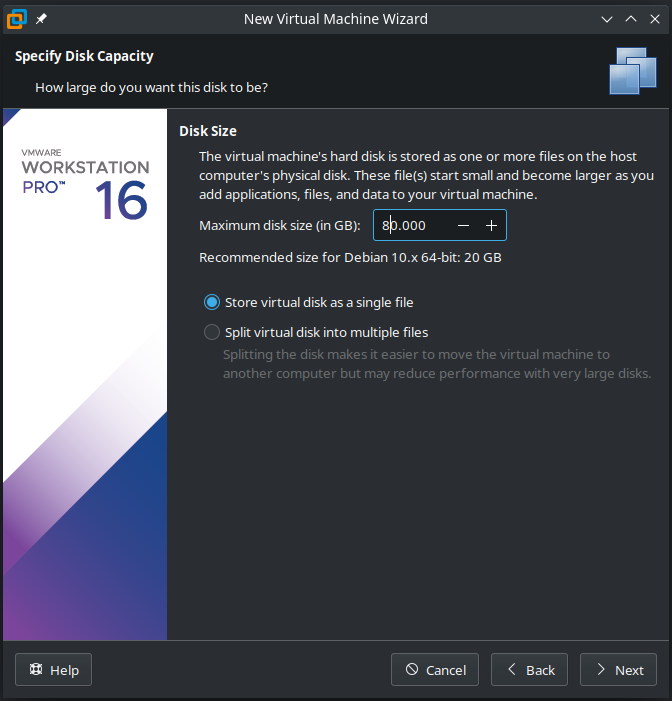 New Virtual Machine Wizard
Specify Disk Capacity
How large do you want this disk to be?
VMWARE
WORKSTATION
PRO™ 16
Disk Size
The virtual machine's hard disk is stored as one or more files on the host
computer's physical disk. These file(s) start small and become larger as you
add applications, files, and data to your virtual machine.
Maximum disk size (in GB): 80.000
Recommended size for Debian 10.x 64-bit: 20 GB
Store virtual disk as a single file
Split virtual disk into multiple files
Splitting the disk makes it easier to move the virtual machine to
another computer but may reduce performance with very large disks.
Help Cancel Back Next